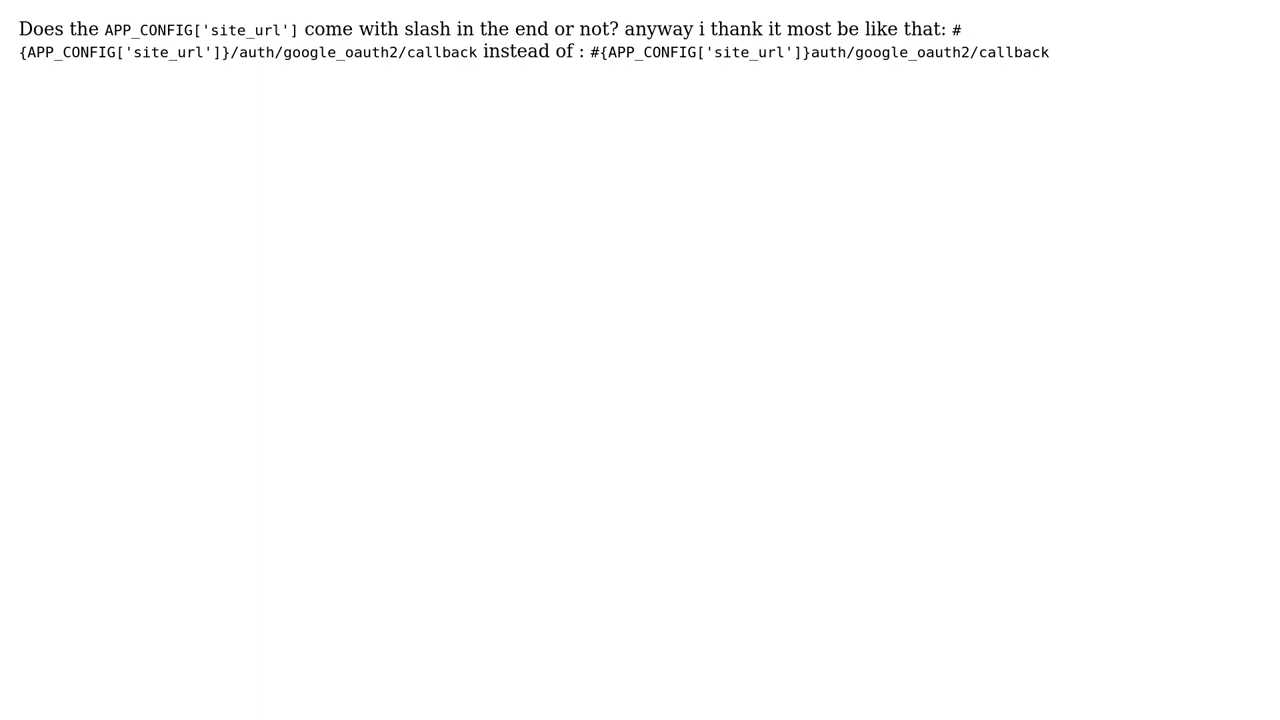 Does the APP_CONFIG['site_url'] come with slash in the end or not? anyway i thank it most be like that: #
{APP_CONFIG['site_url']}/auth/google_oauth2/callback instead of : #{APP_CONFIG['site_url']}auth/google_oauth2/callback